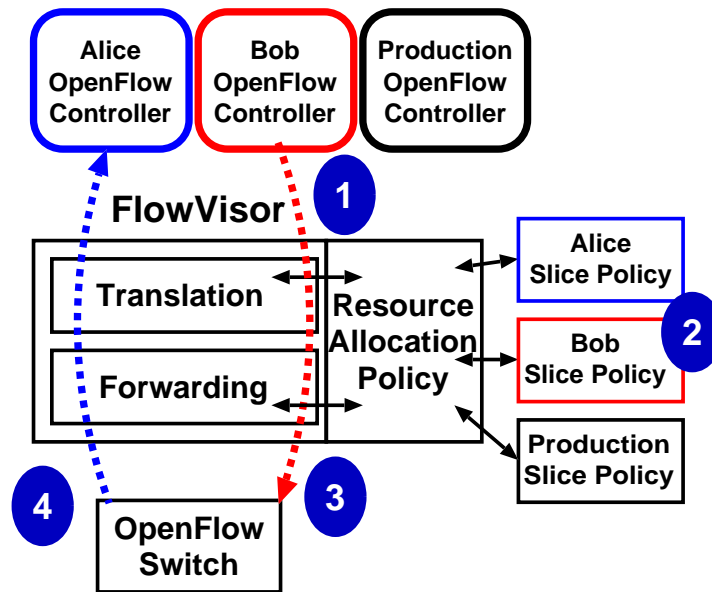 Alice
OpenFlow
Controller
Bob
OpenFlow
Controller
Production
OpenFlow
Controller
1
FlowVisor
Translation
Forwarding
Resource
Allocation
Policy
Alice
Slice Policy
2
Bob
Slice Policy
Production
Slice Policy
4
3
OpenFlow
Switch